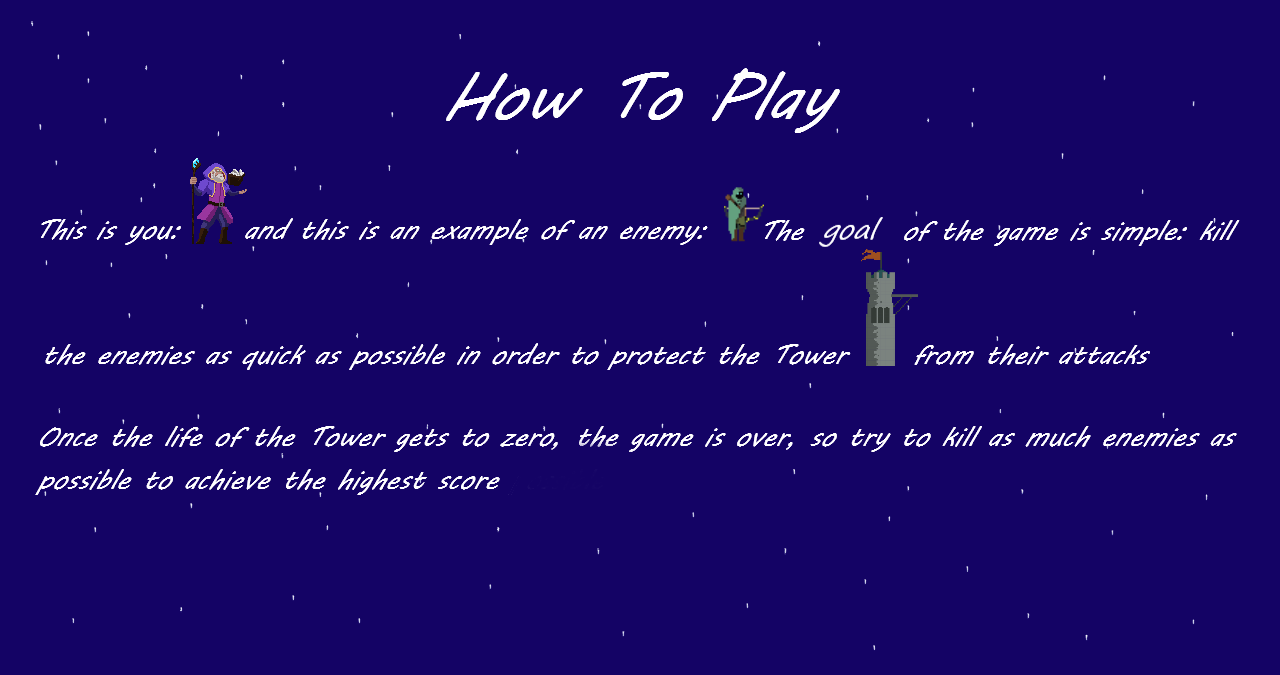 How To Play
This is you: and this is an example of an enemy: The goal of the game is simple: kill
the enemies as quick as possible in order to protect the Tower from their attacks
Once the life of the Tower gets to zero, the game is over, so try to kill as much enemies as
possible to achieve the highest score